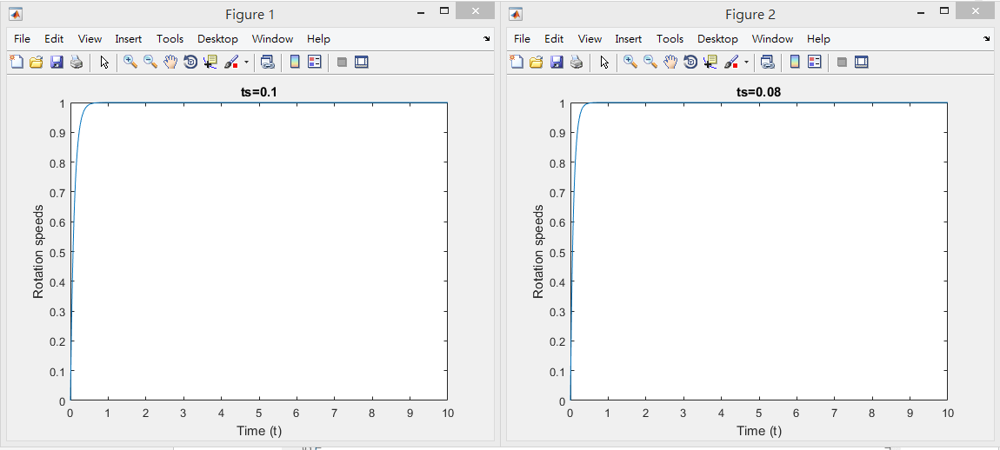 Figure 1
File Edit View Insert Tools Desktop Window Help
ts=0.1
1
0.9
0.8
0.7
0.6
0.5
0.4
0.3
0.2
0.1
0
Rotation speeds
0 1 2 3 4 5 6 7 8 9 10
Time (t)
Figure 2
File Edit View Insert Tools Desktop Window Help
ts=0.08
1
0.9
0.8
0.7
0.6
0.5
0.4
0.3
0.2
0.1
0
Rotation speeds
0 1 2 3 4 5 6 7 8 9 10
Time (t)